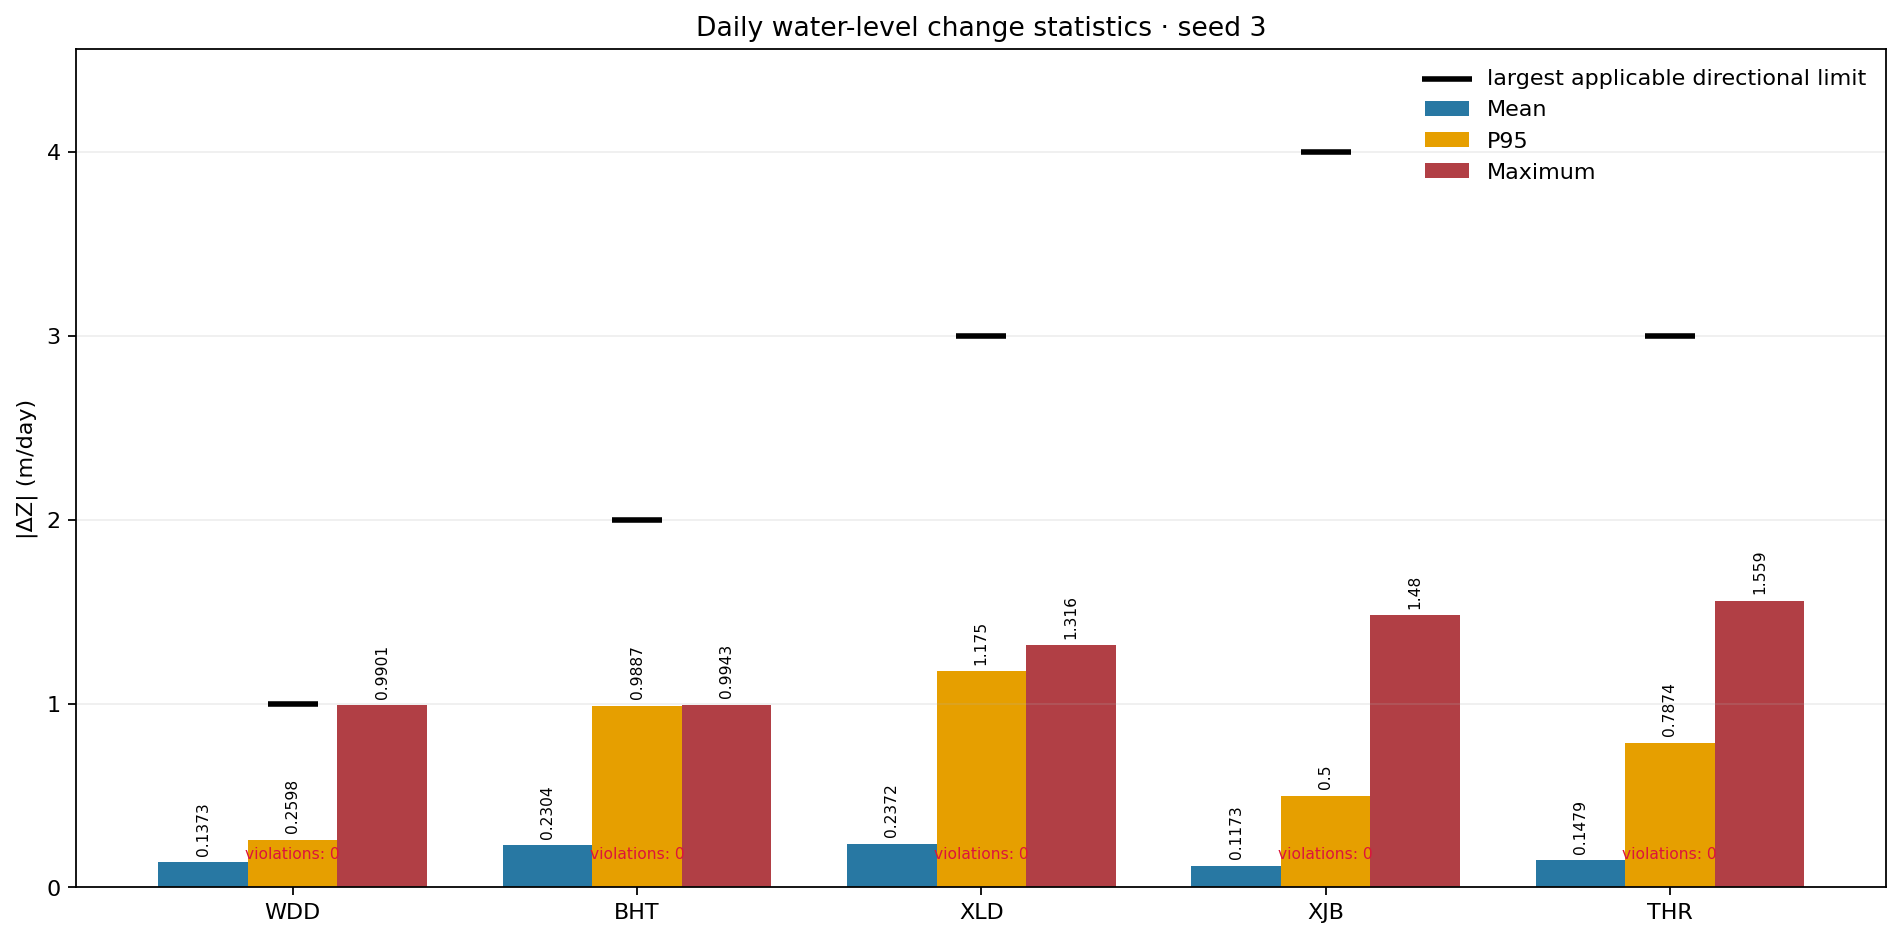 Daily water-level change statistics · seed 3
largest applicable directional limit
Mean
P95
Maximum
|ΔZ| (m/day)
4
3
2
1
0
0.1373
0.2598
0.9901
violations: 0
0.2304
0.9887
0.9943
violations: 0
0.2372
1.175
1.316
violations: 0
0.1173
0.5
1.48
violations: 0
0.1479
0.7874
1.559
violations: 0
WDD
BHT
XLD
XJB
THR